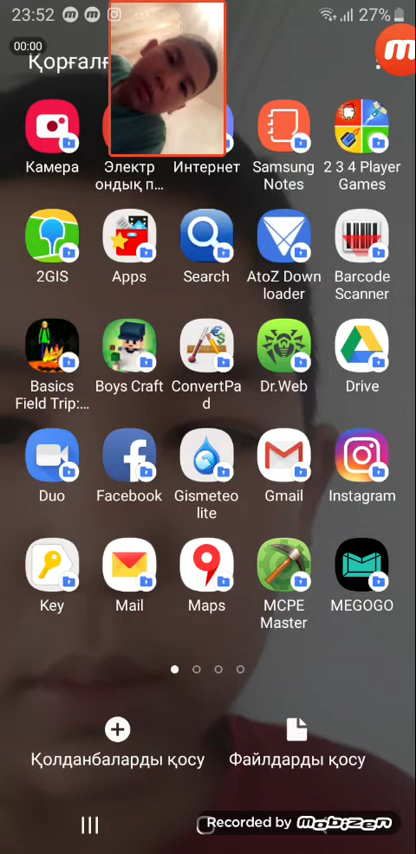 23:52
27%
00:00
Қорғалғ
Камера
Электр
ондық п...
Интернет
Samsung
Notes
2 3 4 Player
Games
2GIS
Apps
Search
AtoZ Down
loader
Barcode
Scanner
Basics
Field Trip:...
Boys Craft
ConvertPa
d
Dr.Web
Drive
Duo
Facebook
Gismeteo
lite
Gmail
Instagram
Key
Mail
Maps
MCPE
Master
MEGOGO
Қолданбаларды қосу
Файлдарды қосу
Recorded by mobizen